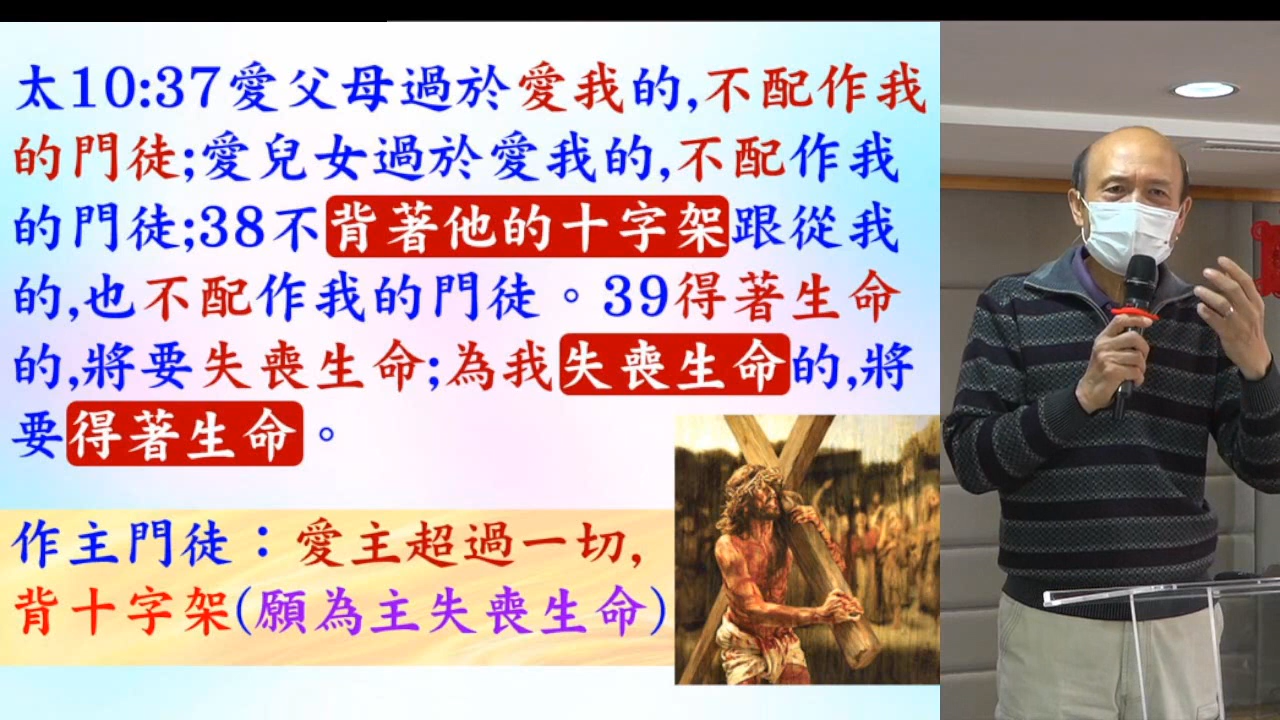 太10:37愛父母過於愛我的,不配作我
的門徒;愛兒女過於愛我的,不配作我
的門徒;38不背著他的十字架跟從我
的,也不配作我的門徒。39得著生命
的,將要失喪生命;為我失喪生命的,將
要得著生命。
作主門徒：愛主超過一切,
背十字架(願為主失喪生命)